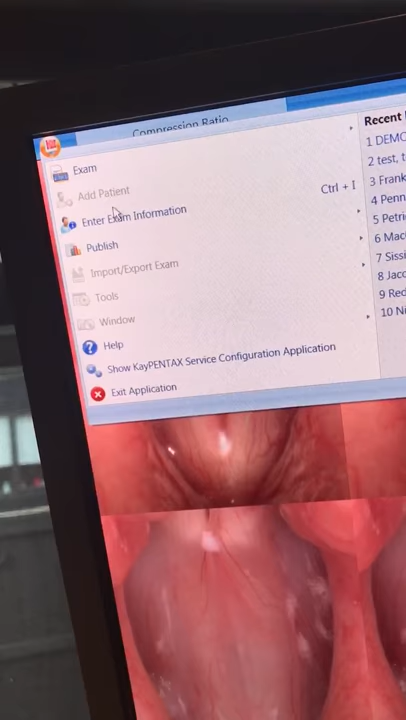 Compression Ratio
Exam
Add Patient
Enter Exam Information Ctrl + I
Publish
Import/Export Exam
Tools
Window
Help
Show KayPENTAX Service Configuration Application
Exit Application
Recent
1 DEMO
2 test, t
3 Frank
4 Penn
5 Petri
6 Mac
7 Sissi
8 Jaco
9 Red
10 Ni